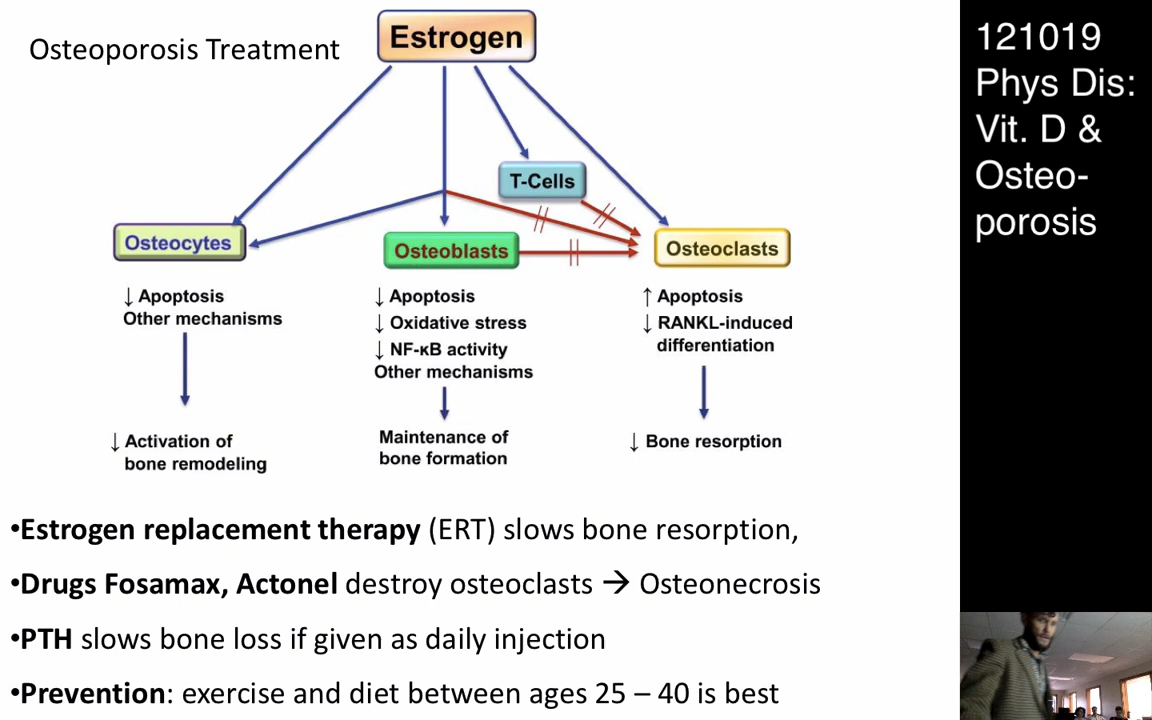 Osteoporosis Treatment
Estrogen
T-Cells
Osteocytes
Osteoblasts
Osteoclasts
↓ Apoptosis
Other mechanisms
↓ Activation of
bone remodeling
↓ Apoptosis
↓ Oxidative stress
↓ NF-κB activity
Other mechanisms
Maintenance of
bone formation
↑ Apoptosis
↓ RANKL-induced
differentiation
↓ Bone resorption
•Estrogen replacement therapy (ERT) slows bone resorption,
•Drugs Fosamax, Actonel destroy osteoclasts → Osteonecrosis
•PTH slows bone loss if given as daily injection
•Prevention: exercise and diet between ages 25 – 40 is best
121019
Phys Dis:
Vit. D &
Osteo-
porosis